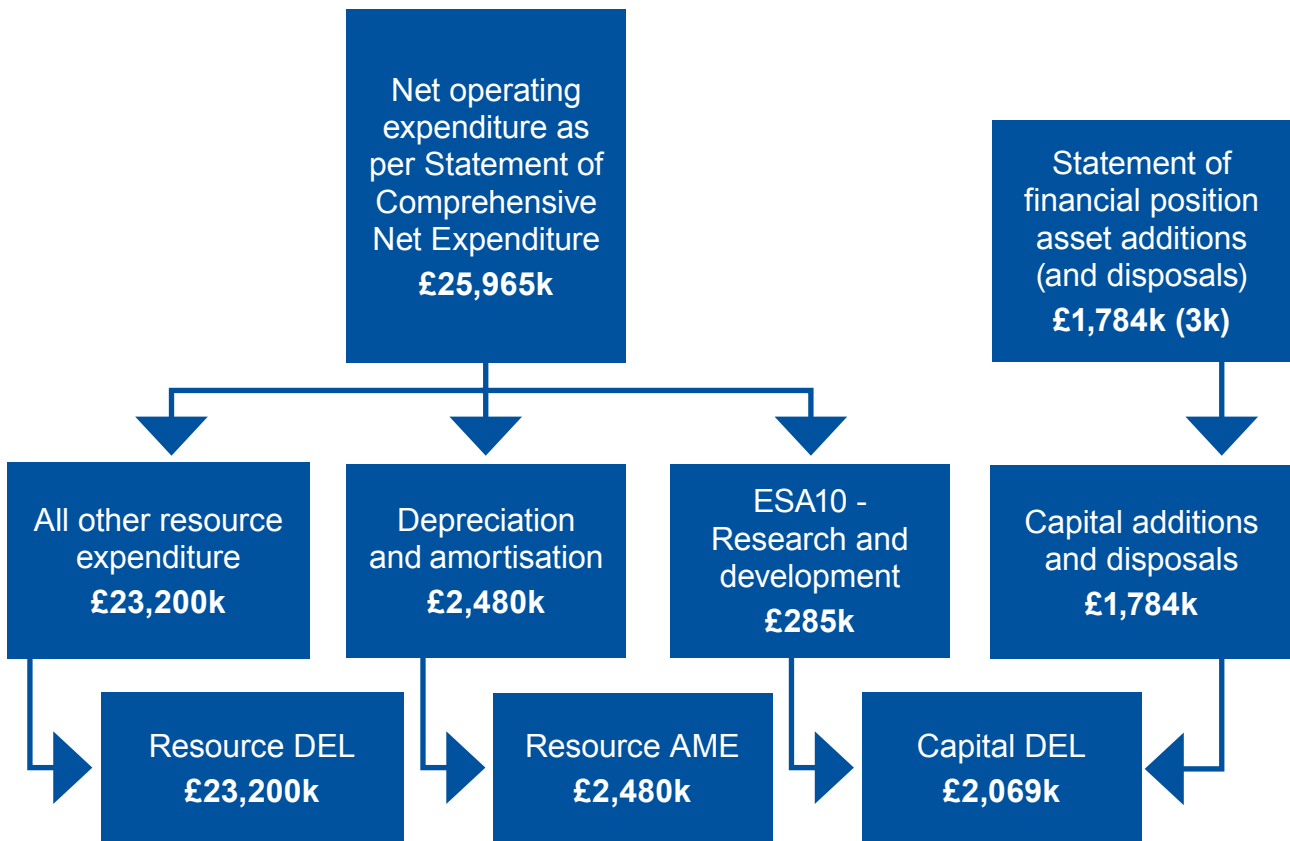 Net operating
expenditure as
per Statement of
Comprehensive
Net Expenditure
£25,965k
Statement of
financial position
asset additions
(and disposals)
£1,784k (3k)
All other resource
expenditure
£23,200k
Depreciation
and amortisation
£2,480k
ESA10 -
Research and
development
£285k
Capital additions
and disposals
£1,784k
Resource DEL
£23,200k
Resource AME
£2,480k
Capital DEL
£2,069k